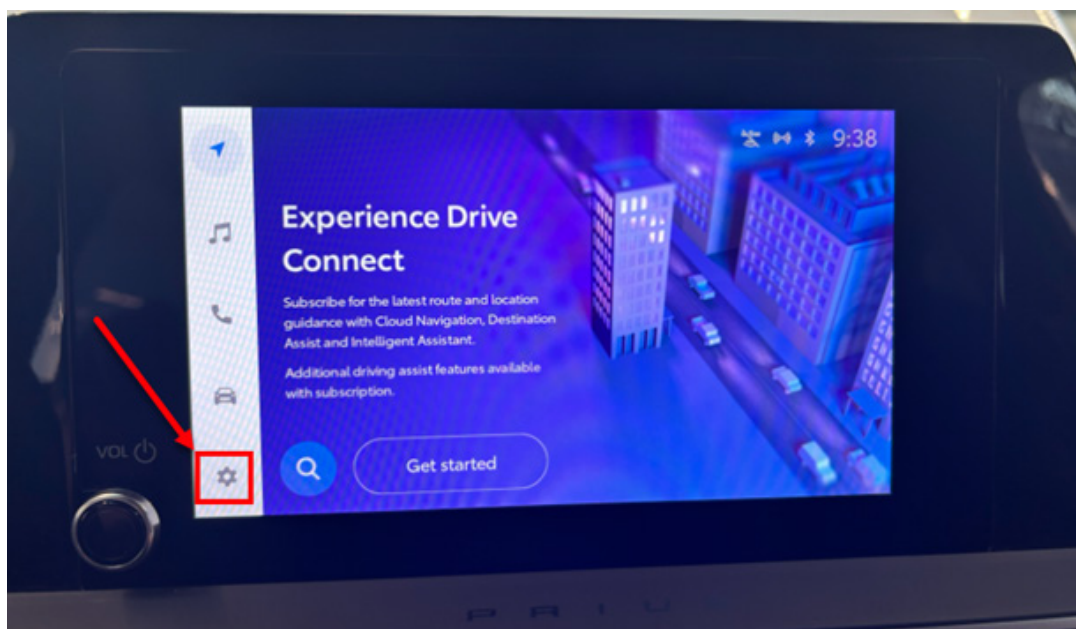 9:38
Experience Drive
Connect
Subscribe for the latest route and location
guidance with Cloud Navigation, Destination
Assist and Intelligent Assistant.
Additional driving assist features available
with subscription.
VOL
Get started